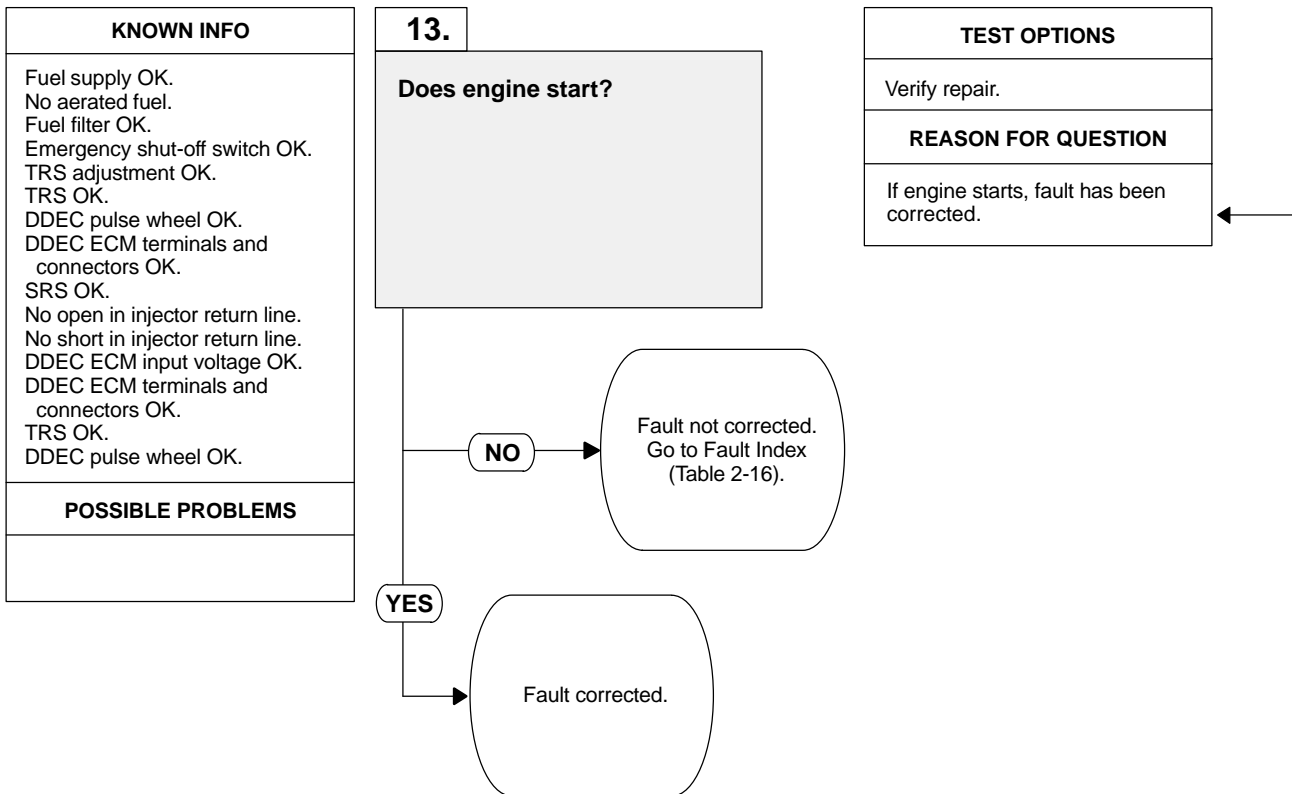 KNOWN INFO
Fuel supply OK.
No aerated fuel.
Fuel filter OK.
Emergency shut-off switch OK.
TRS adjustment OK.
TRS OK.
DDEC pulse wheel OK.
DDEC ECM terminals and
connectors OK.
SRS OK.
No open in injector return line.
No short in injector return line.
DDEC ECM input voltage OK.
DDEC ECM terminals and
connectors OK.
TRS OK.
DDEC pulse wheel OK.
POSSIBLE PROBLEMS
13.
Does engine start?
TEST OPTIONS
Verify repair.
REASON FOR QUESTION
If engine starts, fault has been
corrected.
NO
Fault not corrected.
Go to Fault Index
(Table 2-16).
YES
Fault corrected.